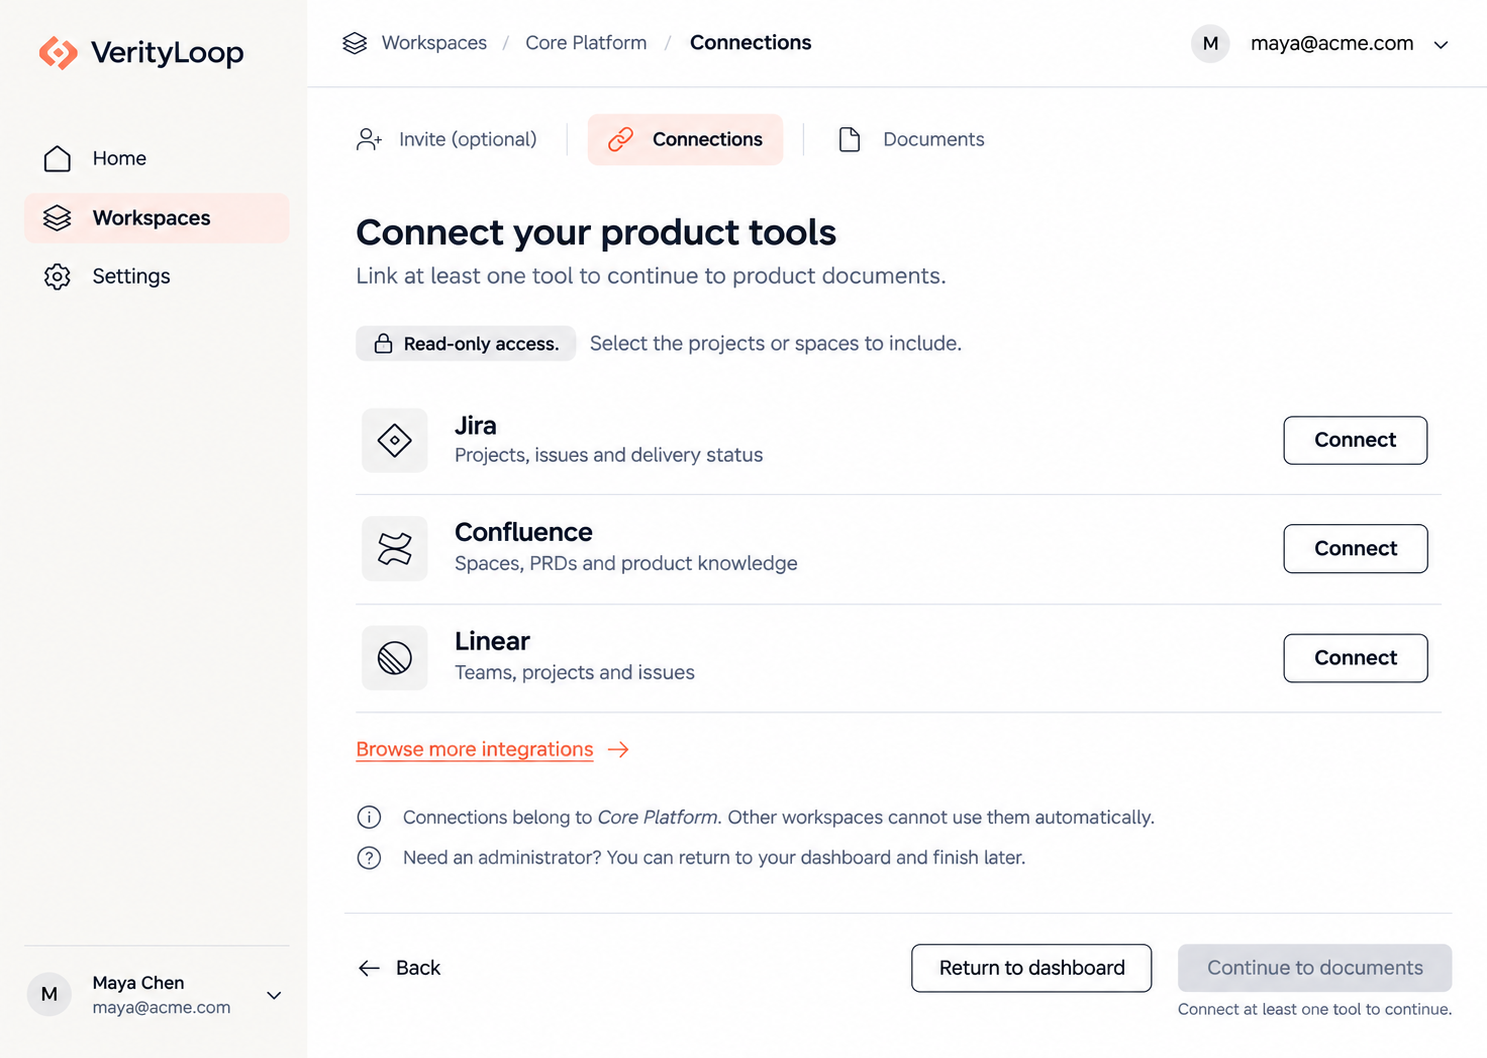 VerityLoop
Home
Workspaces
Settings
Maya Chen
M
maya@acme.com
Workspaces / Core Platform / Connections
M maya@acme.com
Invite (optional)
Connections
Documents
Connect your product tools
Link at least one tool to continue to product documents.
Read-only access. Select the projects or spaces to include.
Jira
Projects, issues and delivery status
Connect
Confluence
Spaces, PRDs and product knowledge
Connect
Linear
Teams, projects and issues
Connect
Browse more integrations →
Connections belong to Core Platform. Other workspaces cannot use them automatically.
Need an administrator? You can return to your dashboard and finish later.
← Back
Return to dashboard
Continue to documents
Connect at least one tool to continue.